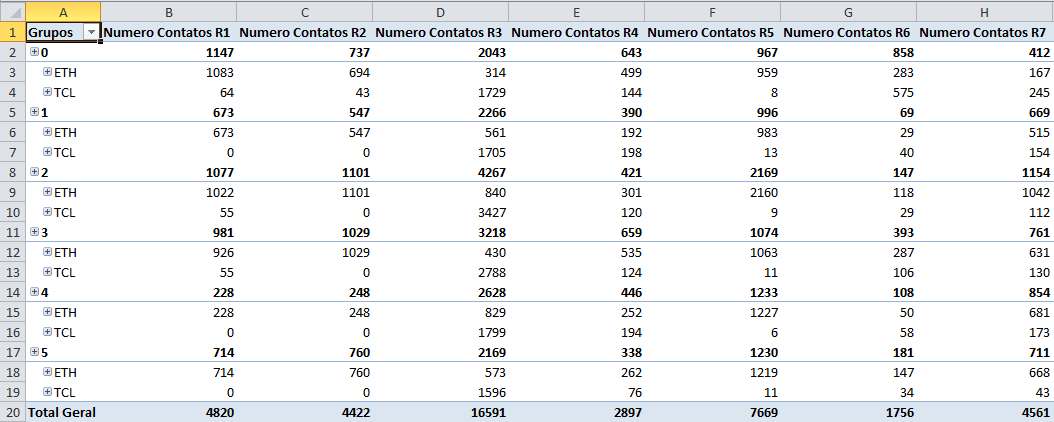 A B C D E F G H
1 Grupos Numero Contatos R1 Numero Contatos R2 Numero Contatos R3 Numero Contatos R4 Numero Contatos R5 Numero Contatos R6 Numero Contatos R7
2 0 1147 737 2043 643 967 858 412
3 ETH 1083 694 314 499 959 283 167
4 TCL 64 43 1729 144 8 575 245
5 1 673 547 2266 390 996 69 669
6 ETH 673 547 561 192 983 29 515
7 TCL 0 0 1705 198 13 40 154
8 2 1077 1101 4267 421 2169 147 1154
9 ETH 1022 1101 840 301 2160 118 1042
10 TCL 55 0 3427 120 9 29 112
11 3 981 1029 3218 659 1074 393 761
12 ETH 926 1029 430 535 1063 287 631
13 TCL 55 0 2788 124 11 106 130
14 4 228 248 2628 446 1233 108 854
15 ETH 228 248 829 252 1227 50 681
16 TCL 0 0 1799 194 6 58 173
17 5 714 760 2169 338 1230 181 711
18 ETH 714 760 573 262 1219 147 668
19 TCL 0 0 1596 76 11 34 43
20 Total Geral 4820 4422 16591 2897 7669 1756 4561